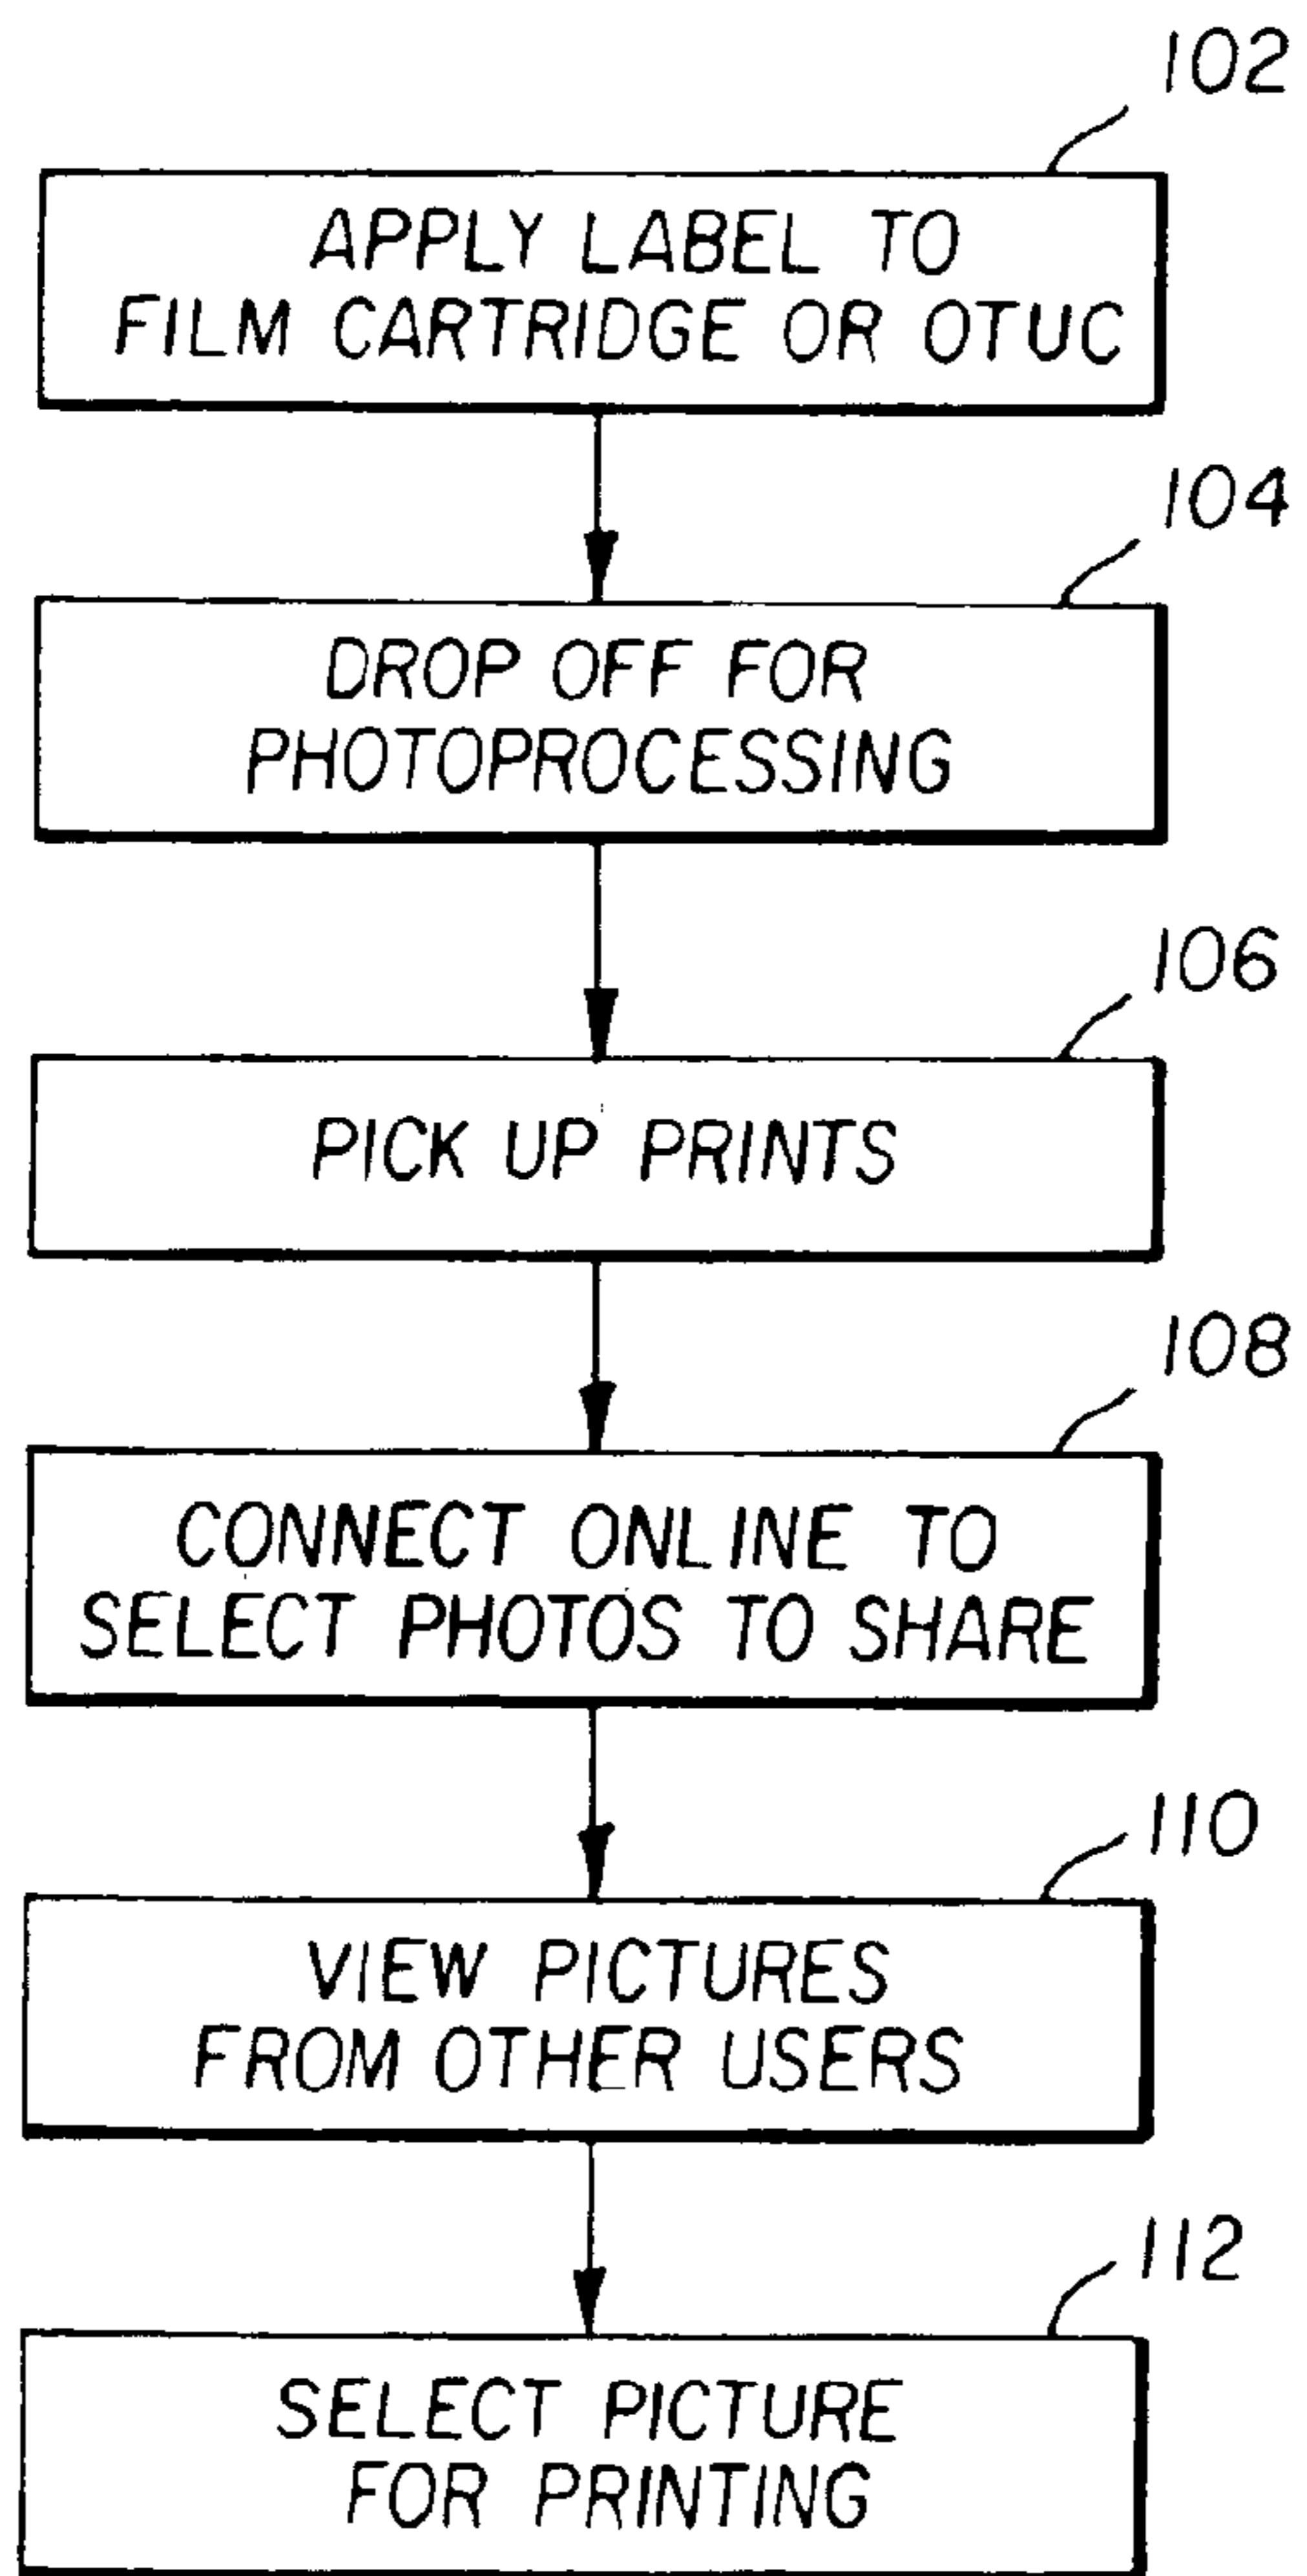 102
APPLY LABEL TO
FILM CARTRIDGE OR OTUC
104
DROP OFF FOR
PHOTOPROCESSING
106
PICK UP PRINTS
108
CONNECT ONLINE TO
SELECT PHOTOS TO SHARE
110
VIEW PICTURES
FROM OTHER USERS
112
SELECT PICTURE
FOR PRINTING